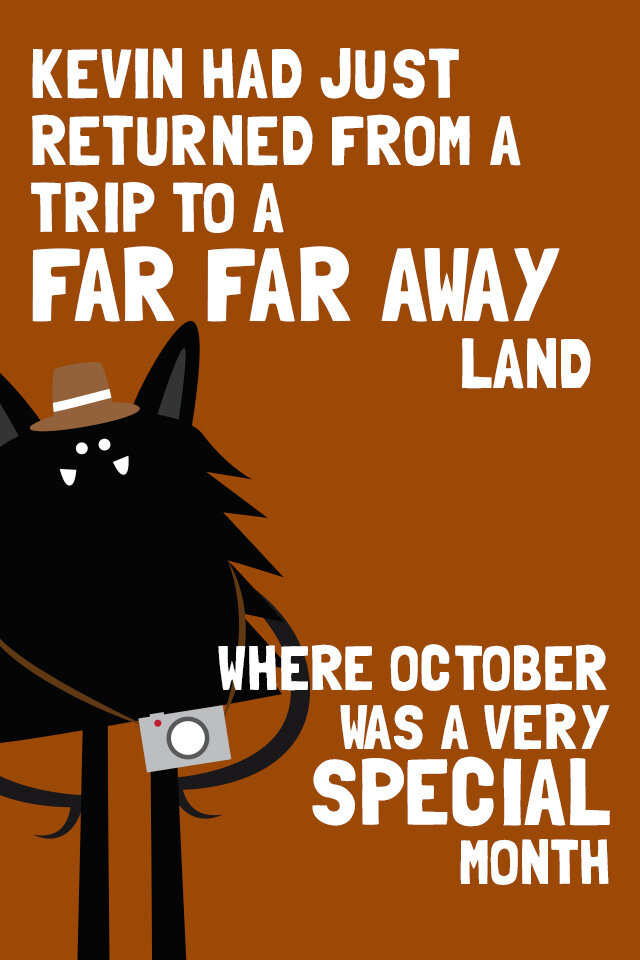 KEVIN HAD JUST
RETURNED FROM A
TRIP TO A
FAR FAR AWAY
LAND
WHERE OCTOBER
WAS A VERY
SPECIAL
MONTH